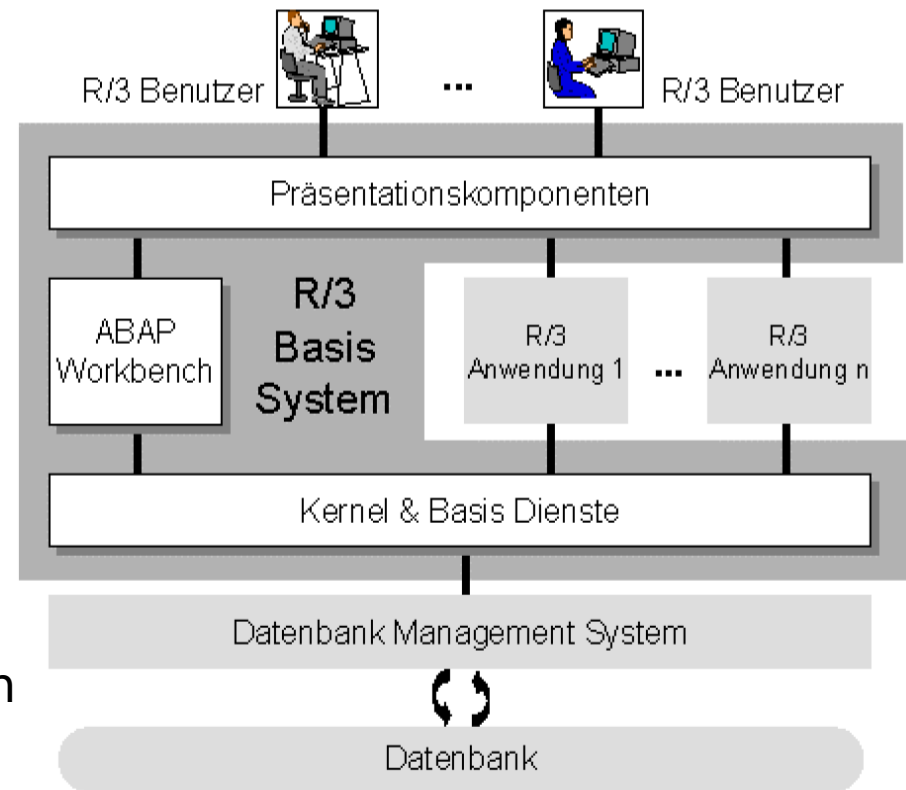 R/3 Benutzer ... R/3 Benutzer
Präsentationskomponenten
ABAP
Workbench
R/3
Basis
System
R/3
Anwendung 1
...
R/3
Anwendung n
Kernel & Basis Dienste
Datenbank Management System
n
Datenbank